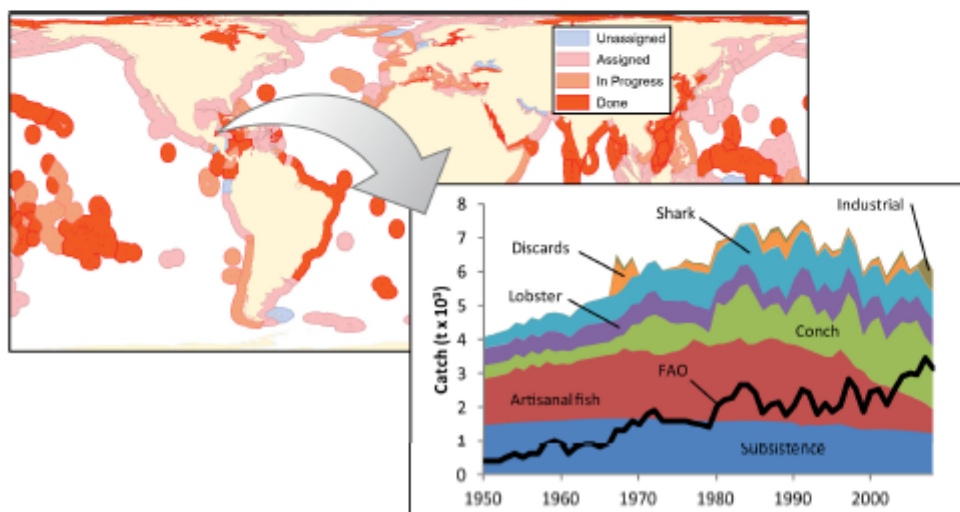 Unassigned
Assigned
In Progress
Done
8
7
6
5
4
3
2
1
0
Catch (t x 10³)
Industrial
Shark
Discards
Lobster
Conch
FAO
Artisanal fish
Subsistence
1950 1960 1970 1980 1990 2000